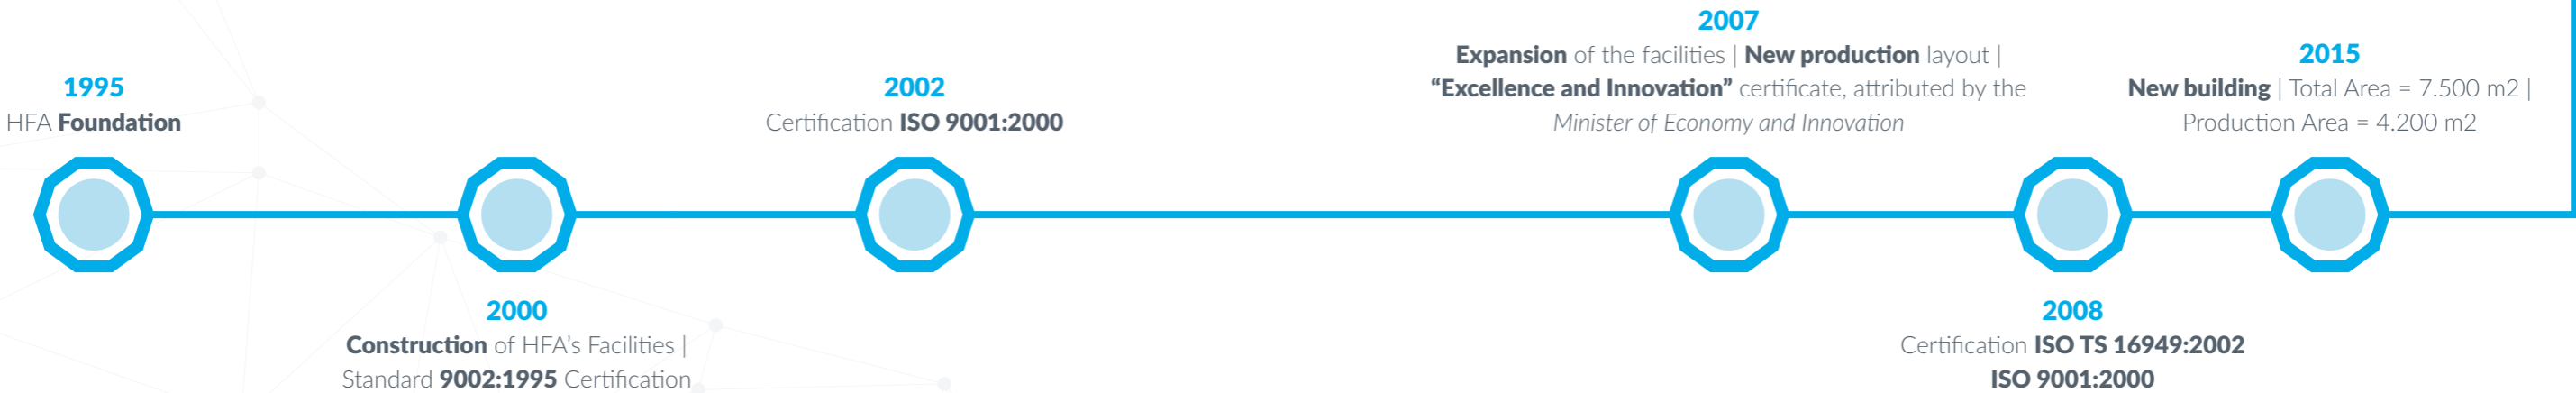 1995
HFA Foundation
2000
Construction of HFA's Facilities |
Standard 9002:1995 Certification
2002
Certification ISO 9001:2000
2007
Expansion of the facilities | New production layout |
“Excellence and Innovation” certificate, attributed by the
Minister of Economy and Innovation
2008
Certification ISO TS 16949:2002
ISO 9001:2000
2015
New building | Total Area = 7.500 m2 |
Production Area = 4.200 m2